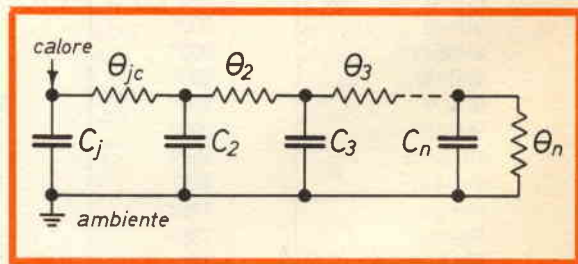 calore
θjc θ2 θ3
Cj C2 C3 Cn θn
ambiente